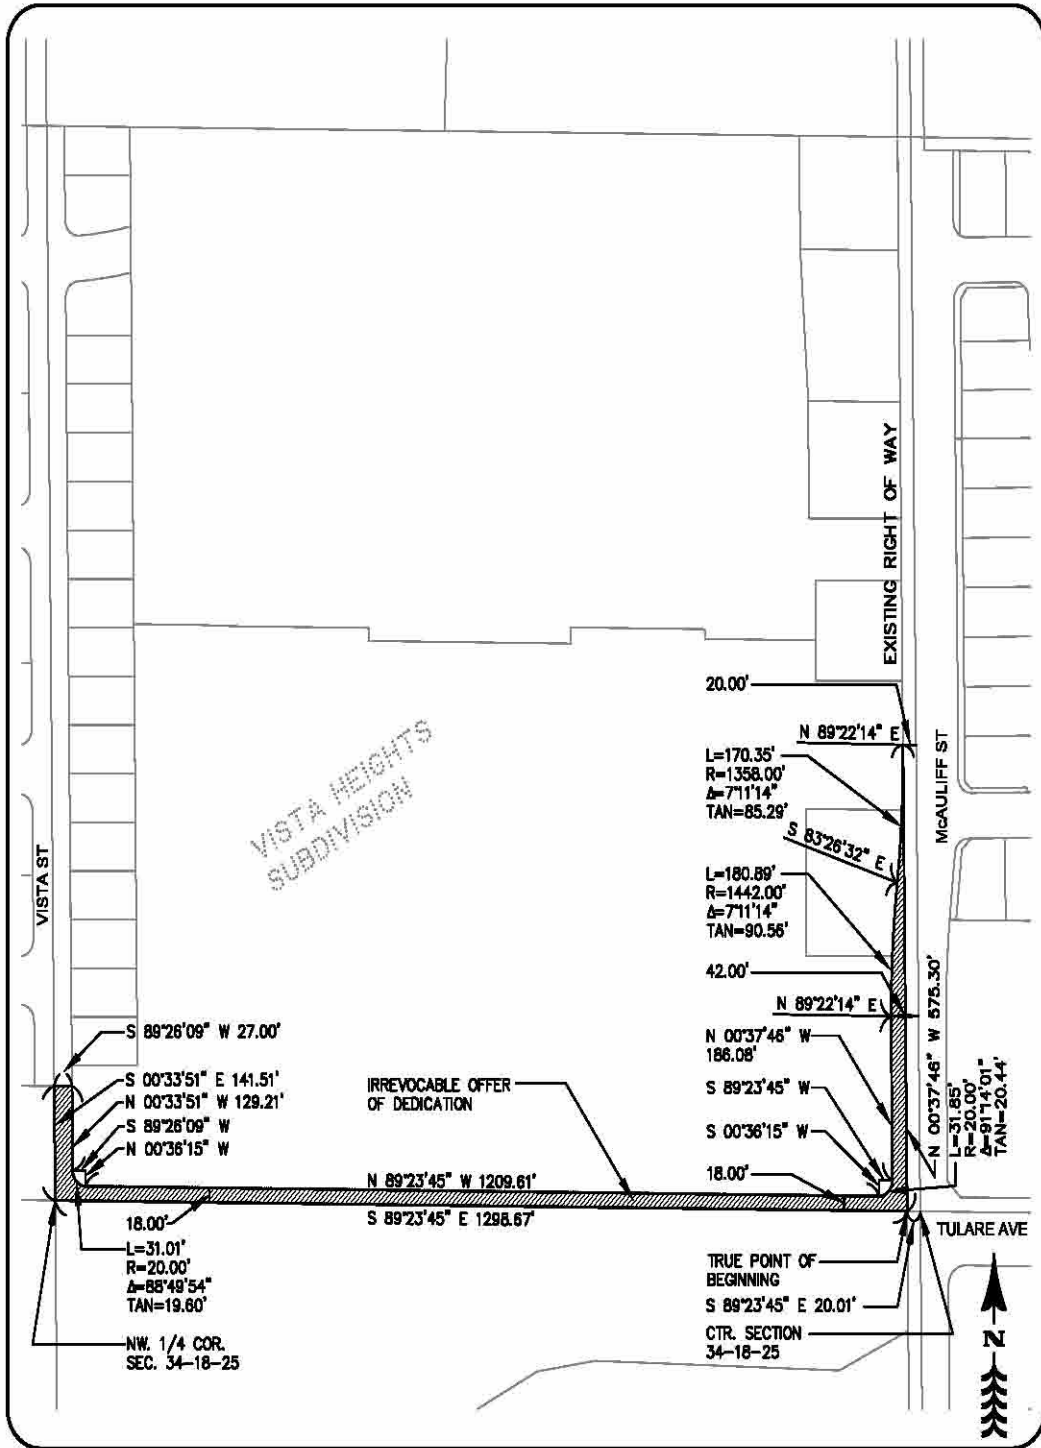 EXISTING RIGHT OF WAY
20.00'
N 89°22'14" E
McAULIFF ST
L=170.35'
R=1358.00'
Δ=7°11'14"
TAN=85.29'
S 83°26'32" E
VISTA HEIGHTS
SUBDIVISION
VISTA ST
L=180.89'
R=1442.00'
Δ=7°11'14"
TAN=90.56'
42.00'
N 89°22'14" E
N 00°37'46" W 575.30'
N 00°37'46" W
186.08'
L=31.85'
R=20.00'
Δ=91°14'01"
TAN=20.44'
S 89°26'09" W 27.00'
S 00°33'51" E 141.51'
N 00°33'51" W 129.21'
S 89°26'09" W
N 00°36'15" W
IRREVOCABLE OFFER
OF DEDICATION
S 89°23'45" W
S 00°36'15" W
18.00'
N 89°23'45" W 1209.61'
S 89°23'45" E 1298.67'
18.00'
L=31.01'
R=20.00'
Δ=88°49'54"
TAN=19.60'
TULARE AVE
TRUE POINT OF
BEGINNING
S 89°23'45" E 20.01'
CTR. SECTION
34-18-25
NW. 1/4 COR.
SEC. 34-18-25
N